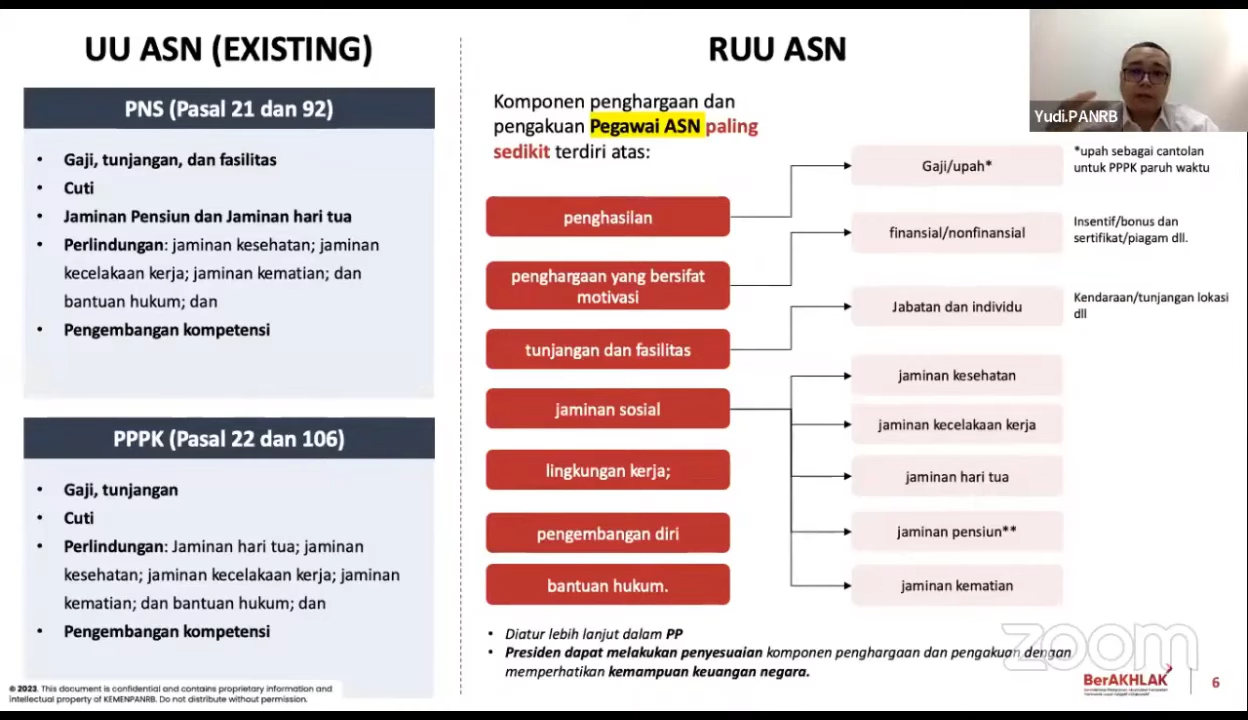 UU ASN (EXISTING)
PNS (Pasal 21 dan 92)
• Gaji, tunjangan, dan fasilitas
• Cuti
• Jaminan Pensiun dan Jaminan hari tua
• Perlindungan: jaminan kesehatan; jaminan
kecelakaan kerja; jaminan kematian; dan
bantuan hukum; dan
• Pengembangan kompetensi
PPPK (Pasal 22 dan 106)
• Gaji, tunjangan
• Cuti
• Perlindungan: Jaminan hari tua; jaminan
kesehatan; jaminan kecelakaan kerja; jaminan
kematian; dan bantuan hukum; dan
• Pengembangan kompetensi
© 2023. This document is confidential and contains proprietary information and
intellectual property of KEMENPANRB. Do not distribute without permission.
RUU ASN
Komponen penghargaan dan
pengakuan Pegawai ASN paling
sedikit terdiri atas:
penghasilan
penghargaan yang bersifat
motivasi
tunjangan dan fasilitas
jaminan sosial
lingkungan kerja;
pengembangan diri
bantuan hukum.
Gaji/upah*
finansial/nonfinansial
Jabatan dan individu
jaminan kesehatan
jaminan kecelakaan kerja
jaminan hari tua
jaminan pensiun**
jaminan kematian
*upah sebagai cantolan
untuk PPPK paruh waktu
Insentif/bonus dan
sertifikat/piagam dll.
Kendaraan/tunjangan lokasi
dll
• Diatur lebih lanjut dalam PP
• Presiden dapat melakukan penyesuaian komponen penghargaan dan pengakuan dengan
memperhatikan kemampuan keuangan negara.
Yudi.PANRB
zoom
BerAKHLAK
6